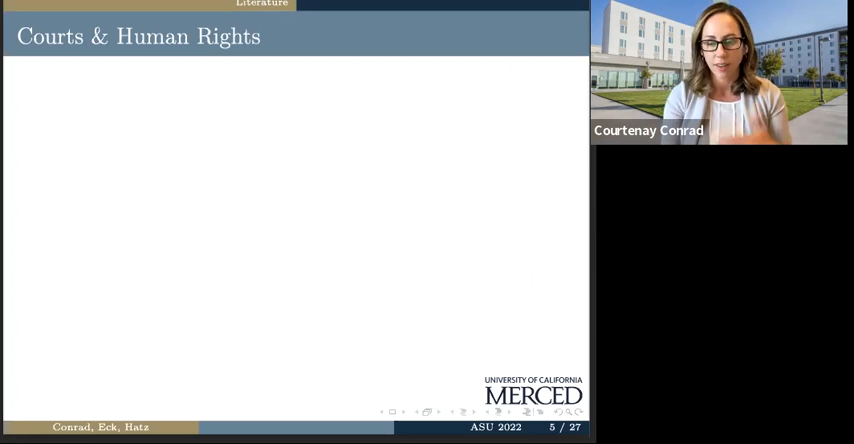 Literature
Courts & Human Rights
Courtenay Conrad
UNIVERSITY OF CALIFORNIA
MERCED
Conrad, Eck, Hatz
ASU 2022
5 / 27